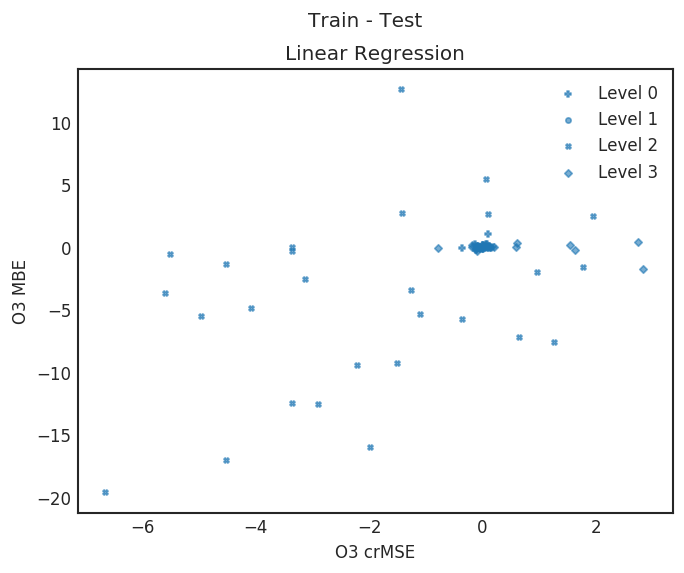 Train - Test
Linear Regression
Level 0
Level 1
Level 2
Level 3
10
5
0
−5
−10
−15
−20
O3 MBE
−6
−4
−2
0
2
O3 crMSE